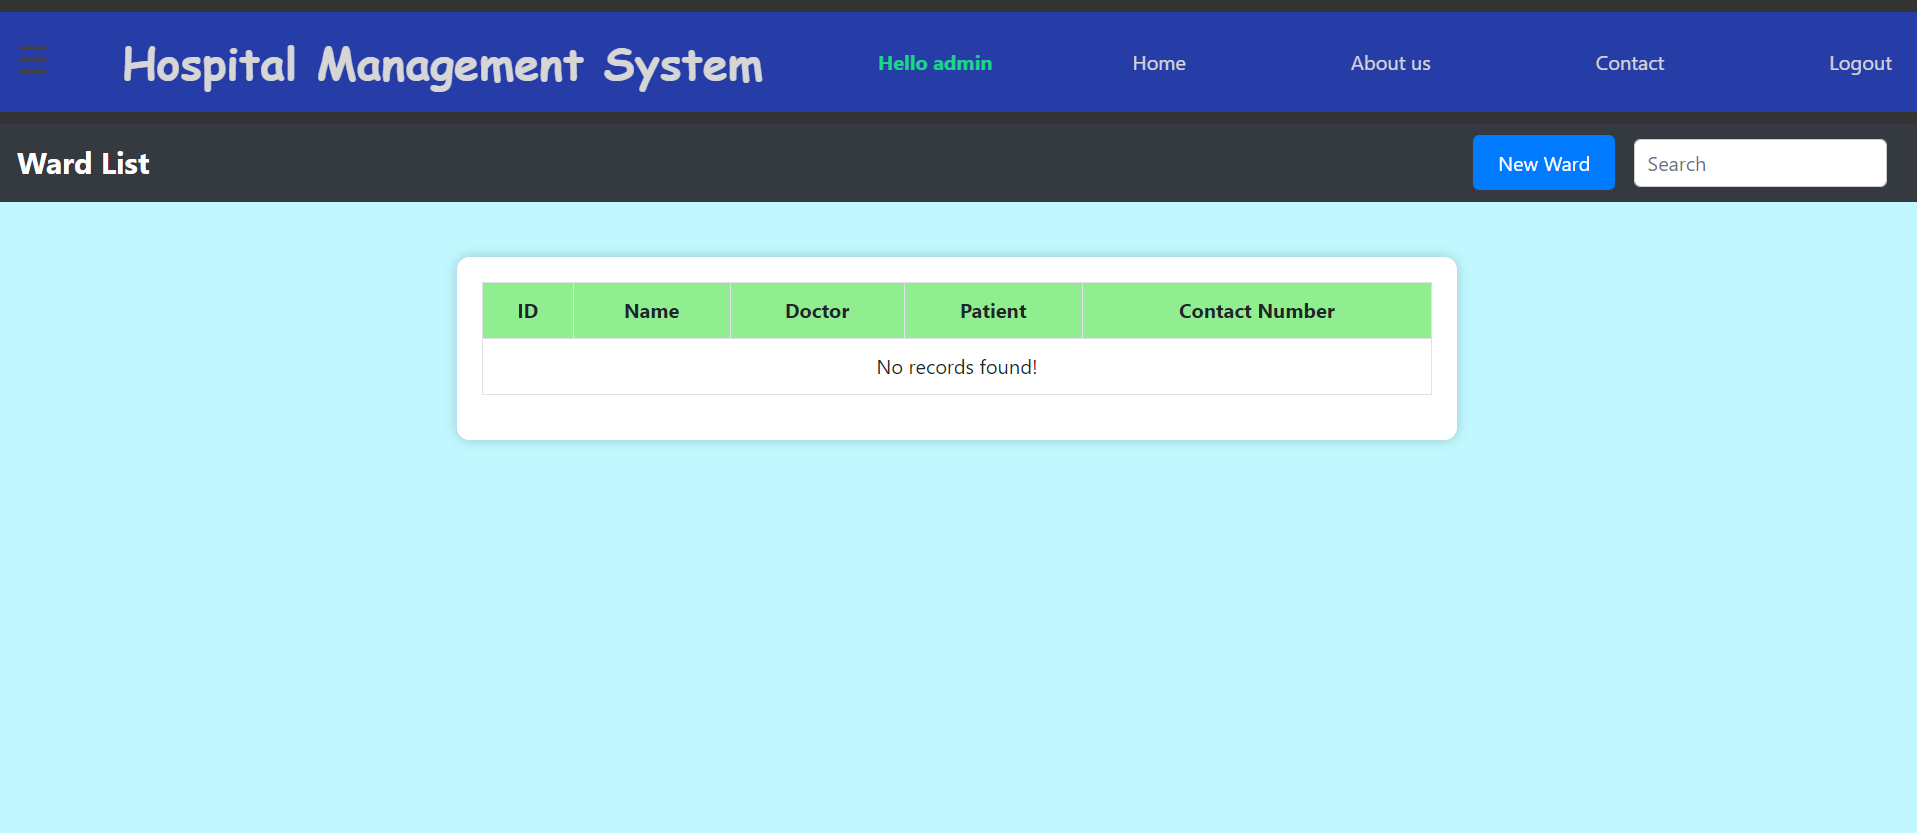 Hospital Management System Hello admin Home About us Contact Logout
Ward List New Ward Search
ID Name Doctor Patient Contact Number
No records found!